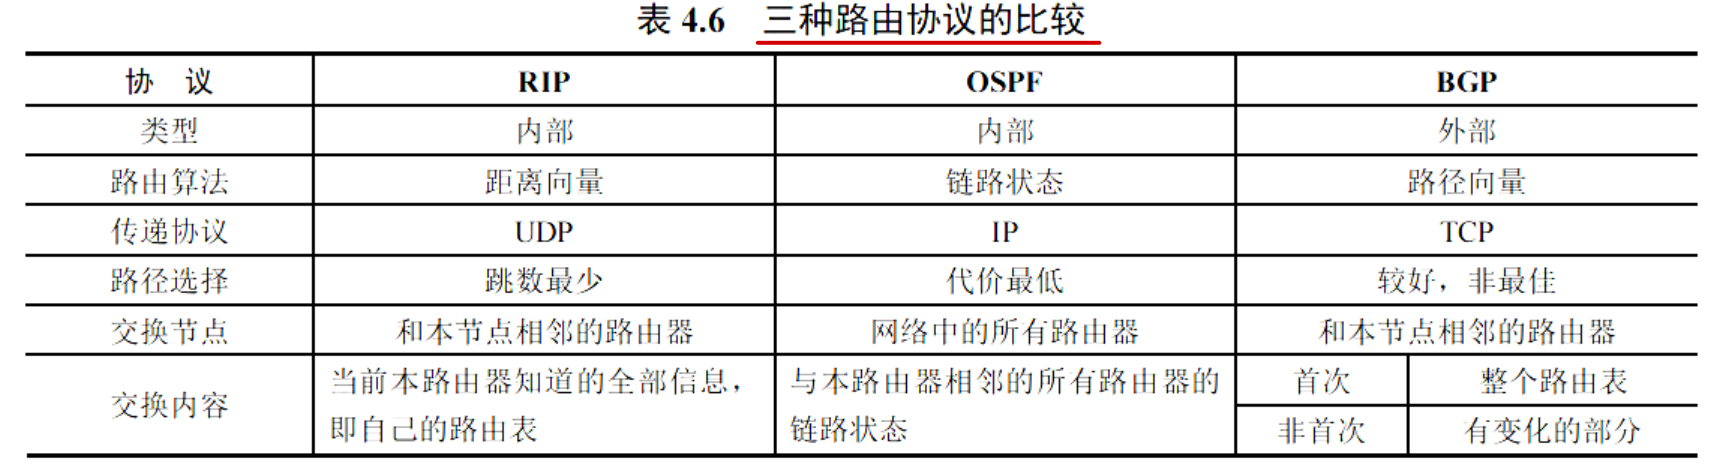 表 4.6 三种路由协议的比较
协 议 RIP OSPF BGP
类型 内部 内部 外部
路由算法 距离向量 链路状态 路径向量
传递协议 UDP IP TCP
路径选择 跳数最少 代价最低 较好，非最佳
交换节点 和本节点相邻的路由器 网络中的所有路由器 和本节点相邻的路由器
交换内容
当前本路由器知道的全部信息，
即自己的路由表
与本路由器相邻的所有路由器的
链路状态
首次 整个路由表
非首次 有变化的部分